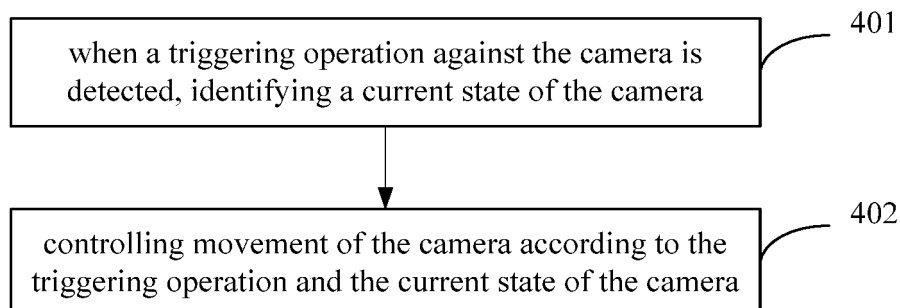 401
when a triggering operation against the camera is
detected, identifying a current state of the camera
402
controlling movement of the camera according to the
triggering operation and the current state of the camera